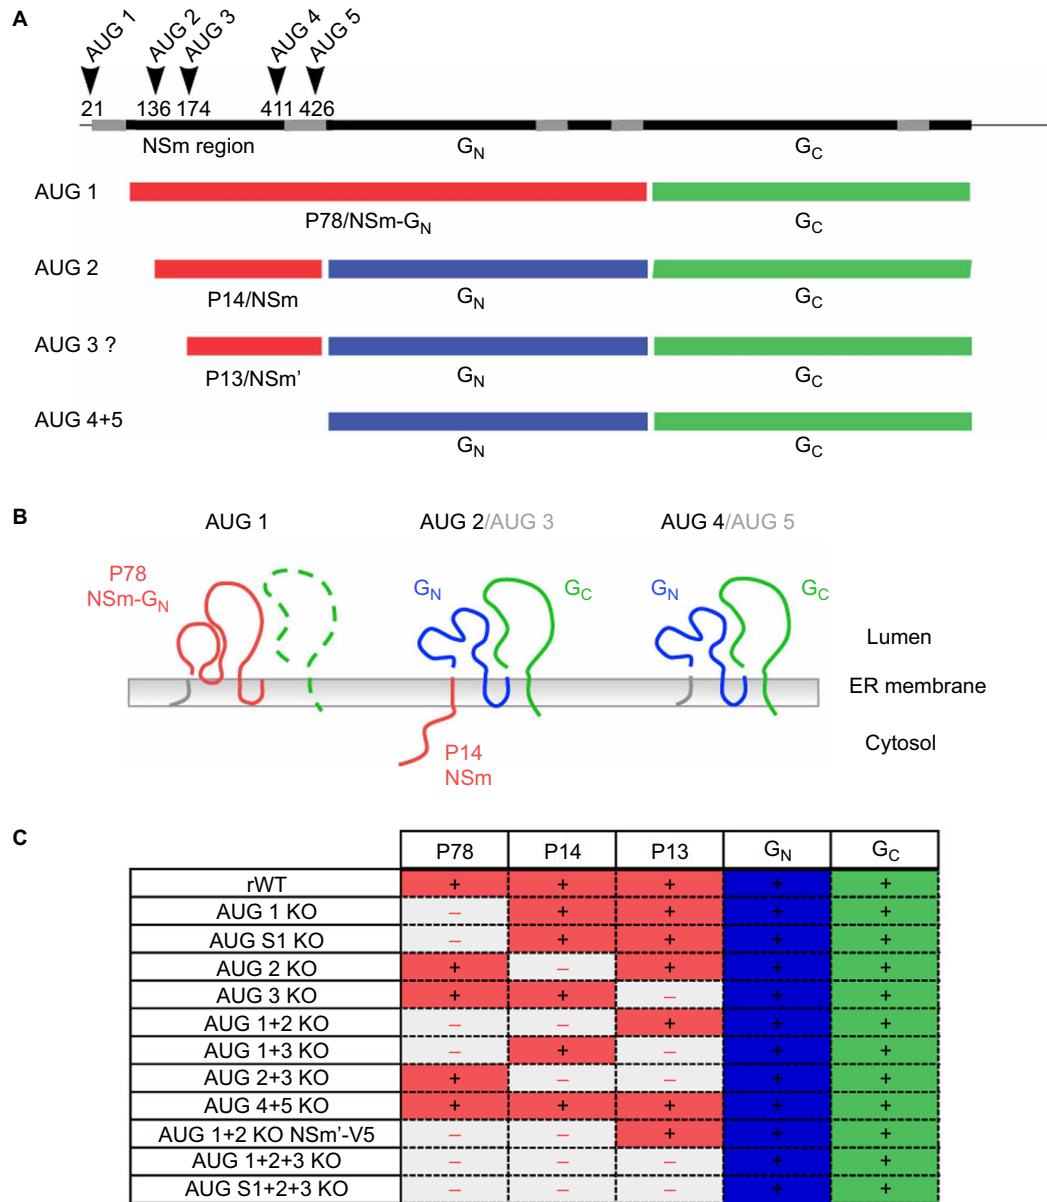 A
AUG 1
AUG 2
AUG 3
AUG 4
AUG 5
21
136
174
411
426
NSm region
GN
GC
AUG 1
P78/NSm-GN
GC
AUG 2
P14/NSm
GN
GC
AUG 3 ?
P13/NSm’
GN
GC
AUG 4+5
GN
GC
B
AUG 1
AUG 2/AUG 3
AUG 4/AUG 5
P78
NSm-GN
GN
GC
GN
GC
Lumen
ER membrane
Cytosol
P14
NSm
C
P78 P14 P13 GN GC
rWT + + + + +
AUG 1 KO – + + + +
AUG S1 KO – + + + +
AUG 2 KO + – + + +
AUG 3 KO + + – + +
AUG 1+2 KO – – + + +
AUG 1+3 KO – + – + +
AUG 2+3 KO + – – + +
AUG 4+5 KO + + + + +
AUG 1+2 KO NSm’-V5 – – + + +
AUG 1+2+3 KO – – – + +
AUG S1+2+3 KO – – – + +